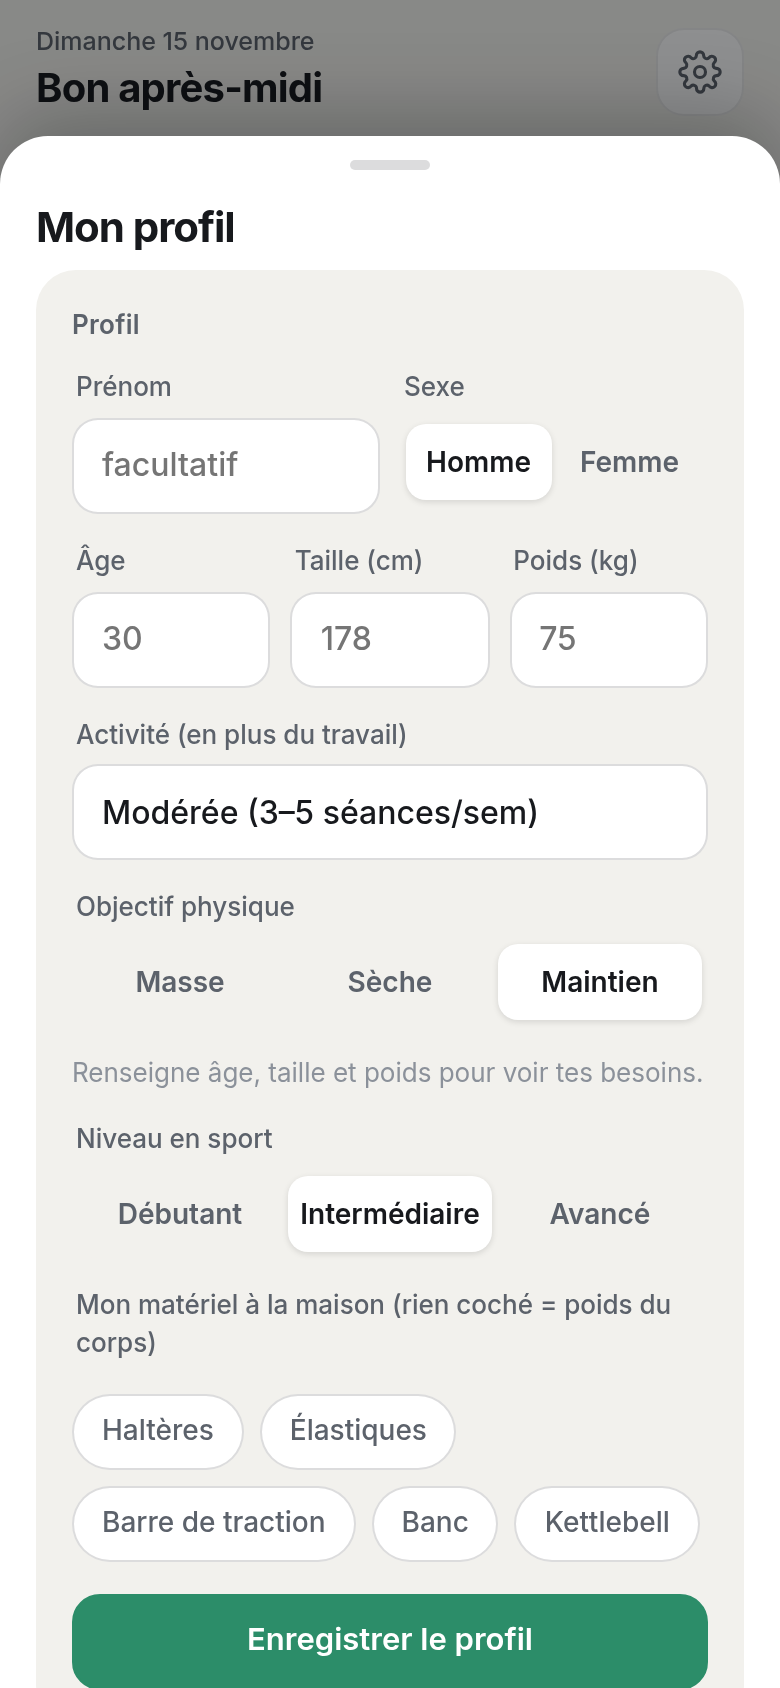 Dimanche 15 novembre
Bon après-midi
Mon profil
Profil
Prénom
Sexe
facultatif
Homme
Femme
Âge
Taille (cm)
Poids (kg)
30
178
75
Activité (en plus du travail)
Modérée (3–5 séances/sem)
Objectif physique
Masse
Sèche
Maintien
Renseigne âge, taille et poids pour voir tes besoins.
Niveau en sport
Débutant
Intermédiaire
Avancé
Mon matériel à la maison (rien coché = poids du
corps)
Haltères
Élastiques
Barre de traction
Banc
Kettlebell
Enregistrer le profil